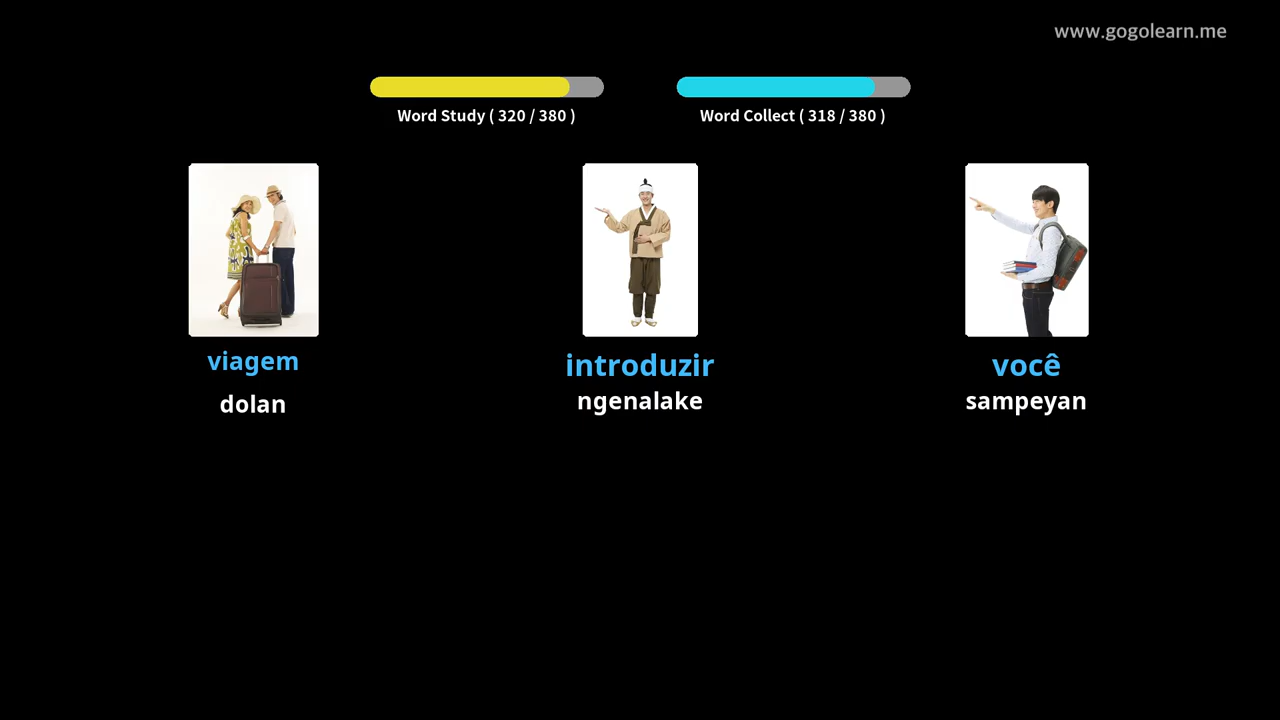 www.gogolearn.me
Word Study ( 320 / 380 )
Word Collect ( 318 / 380 )
viagem
dolan
introduzir
ngenalake
você
sampeyan